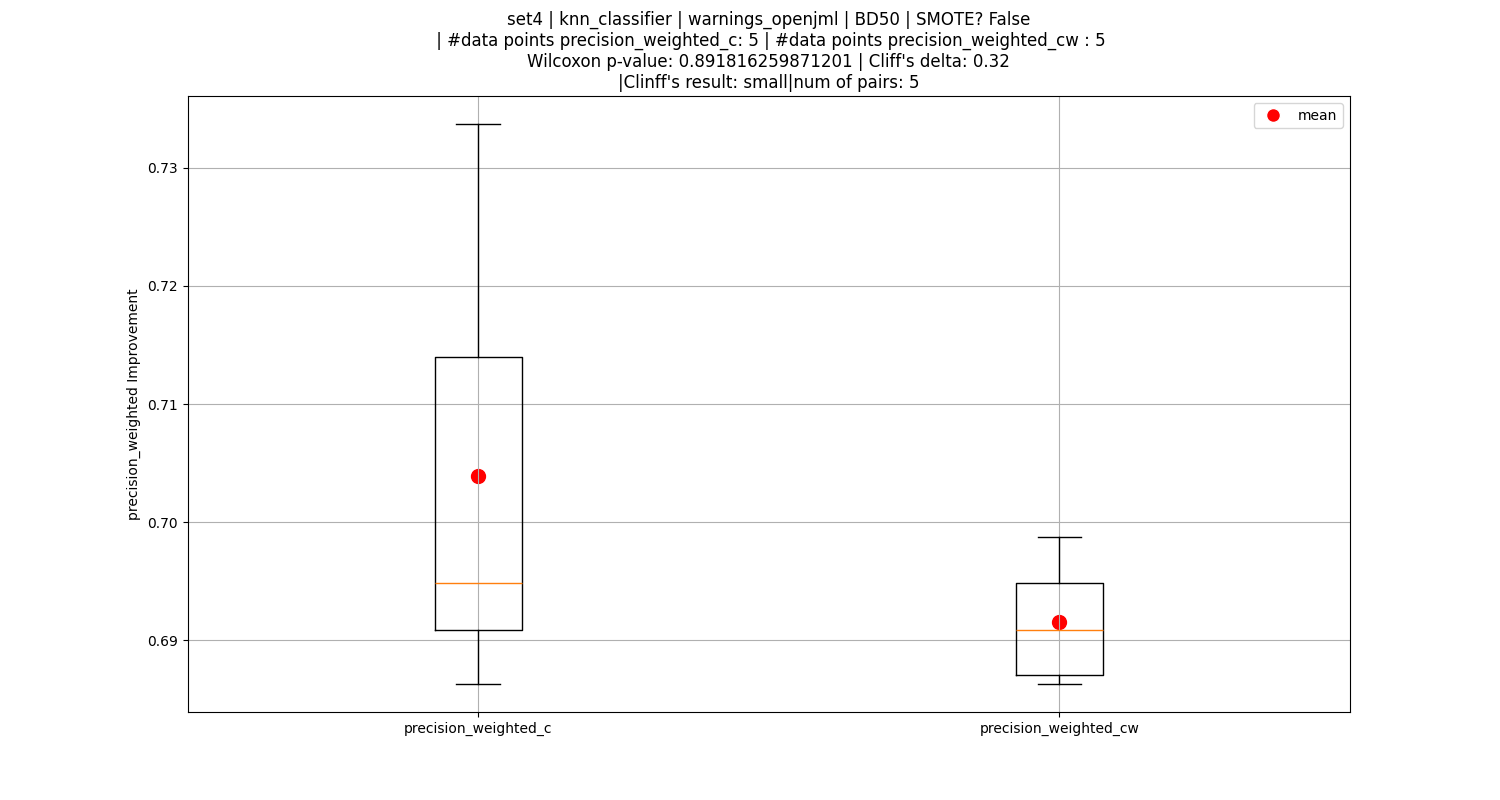 set4 | knn_classifier | warnings_openjml | BD50 | SMOTE? False
| #data points precision_weighted_c: 5 | #data points precision_weighted_cw : 5
Wilcoxon p-value: 0.891816259871201 | Cliff's delta: 0.32
|Clinff's result: small|num of pairs: 5
mean
0.73
0.72
0.71
0.70
0.69
precision_weighted Improvement
precision_weighted_c
precision_weighted_cw